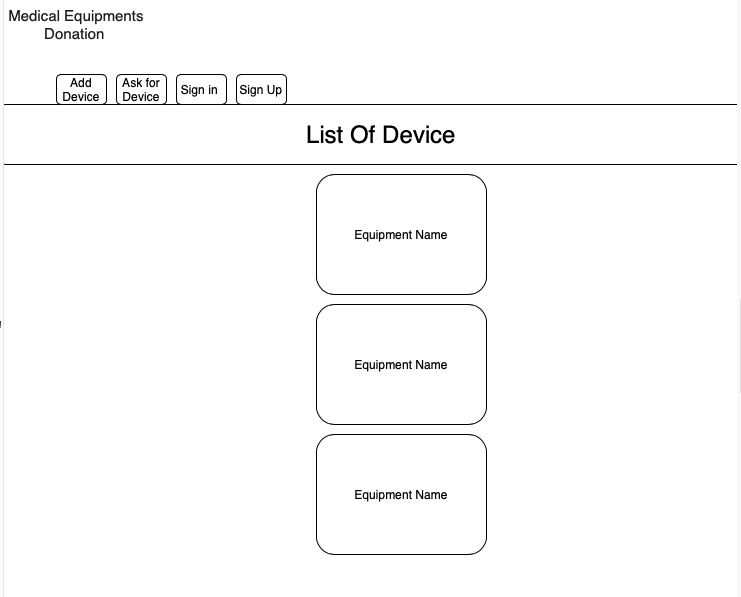 Medical Equipments
Donation
Add
Device
Ask for
Device
Sign in
Sign Up
List Of Device
Equipment Name
Equipment Name
Equipment Name